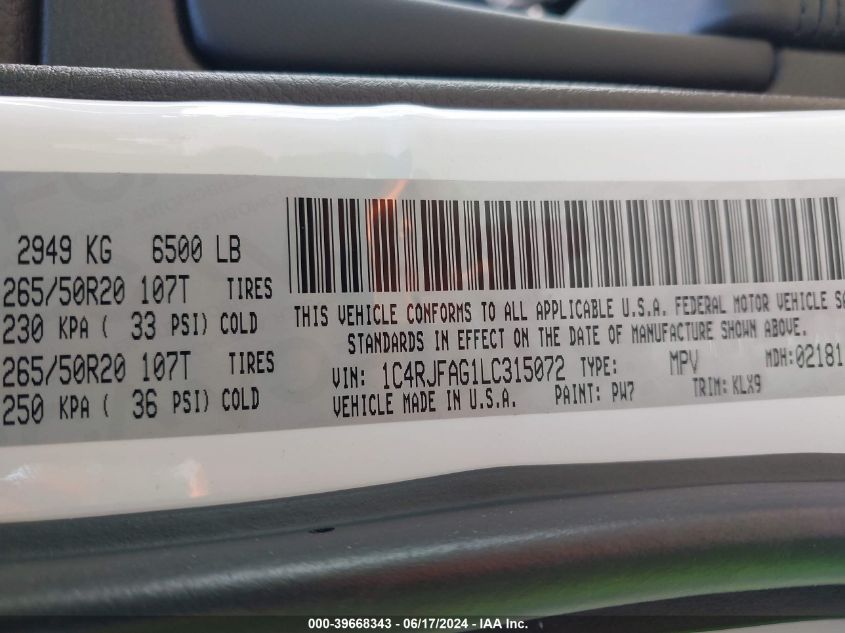 2949 KG 6500 LB
265/50R20 107T TIRES
230 KPA ( 33 PSI) COLD
265/50R20 107T TIRES
250 KPA ( 36 PSI) COLD
THIS VEHICLE CONFORMS TO ALL APPLICABLE U.S.A. FEDERAL MOTOR VEHICLE SA
STANDARDS IN EFFECT ON THE DATE OF MANUFACTURE SHOWN ABOVE.
VIN: 1C4RJFAG1LC315072 TYPE: MPV MDH:02181
VEHICLE MADE IN U.S.A. PAINT: PW7 TRIM: KLX9
000-39668343 - 06/17/2024 - IAA Inc.